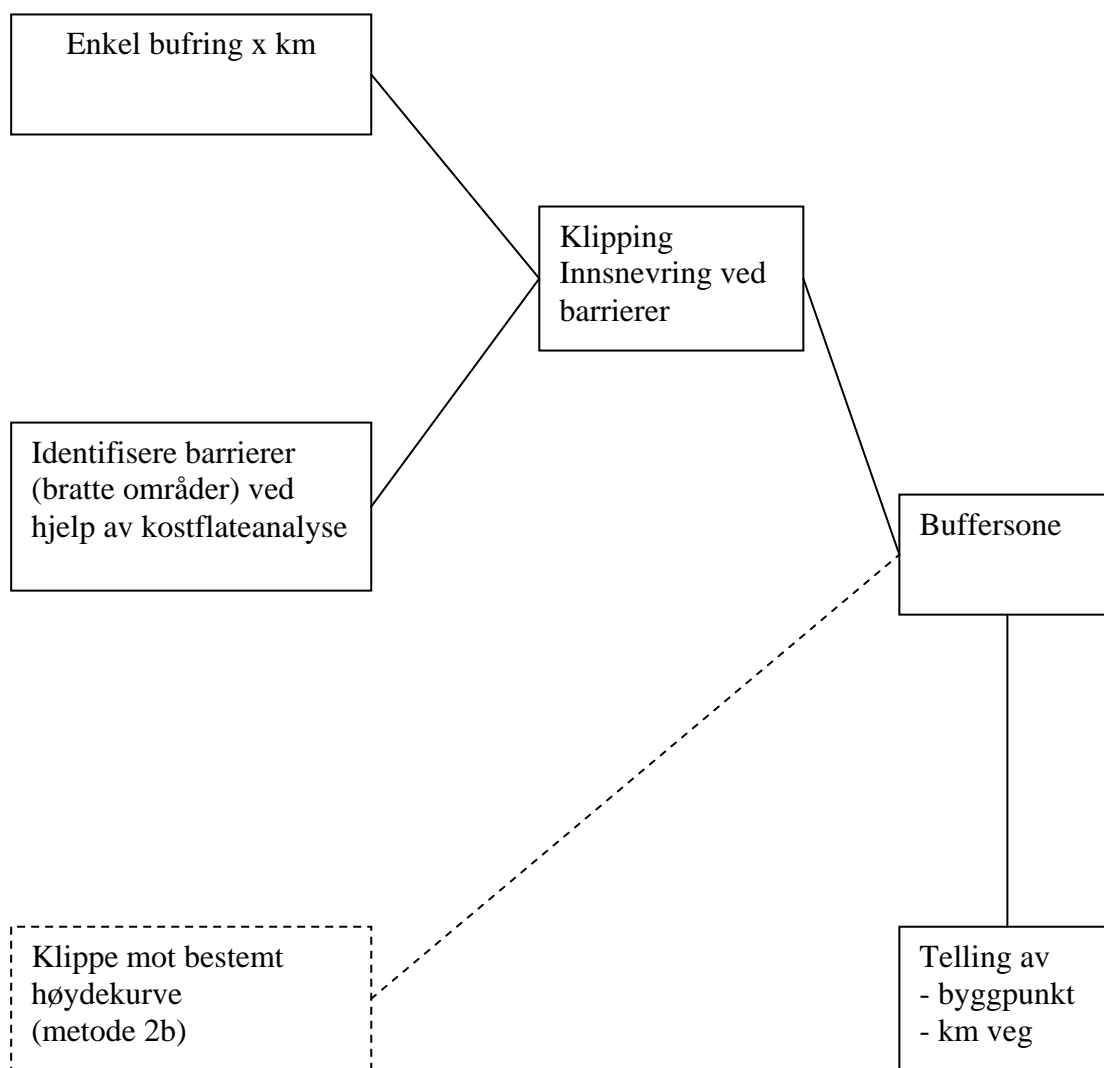 Enkel bufring x km
Klipping
Innsnevring ved
barrierer
Identifisere barrierer
(bratte områder) ved
hjelp av kostflateanalyse
Buffersone
Klippe mot bestemt
høydekurve
(metode 2b)
Telling av
- byggpunkt
- km veg